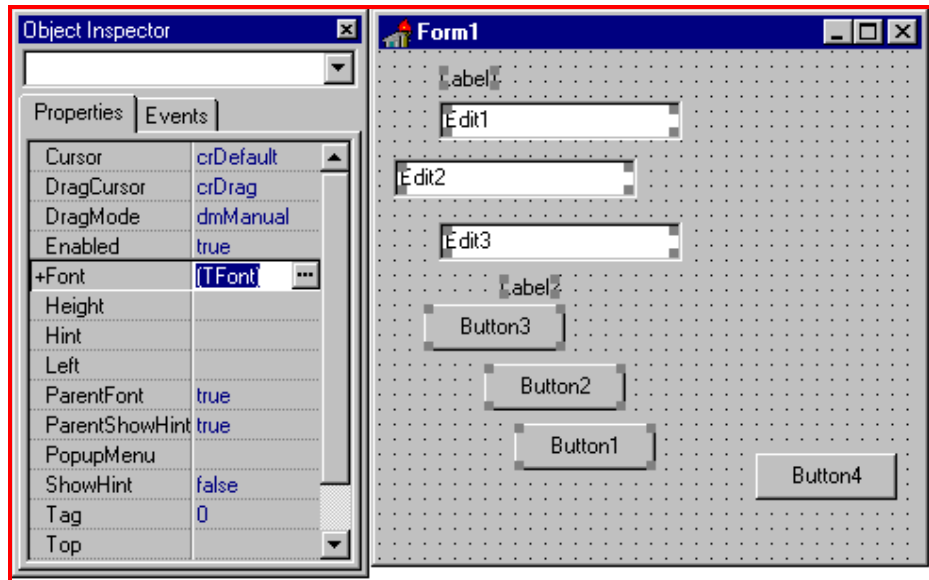 Object Inspector
Properties
Events
Cursor crDefault
DragCursor crDrag
DragMode dmManual
Enabled true
+Font (TFont)
Height
Hint
Left
ParentFont true
ParentShowHint true
PopupMenu
ShowHint false
Tag 0
Top
Form1
Edit1
Edit2
Edit3
Label2
Button3
Button2
Button1
Button4